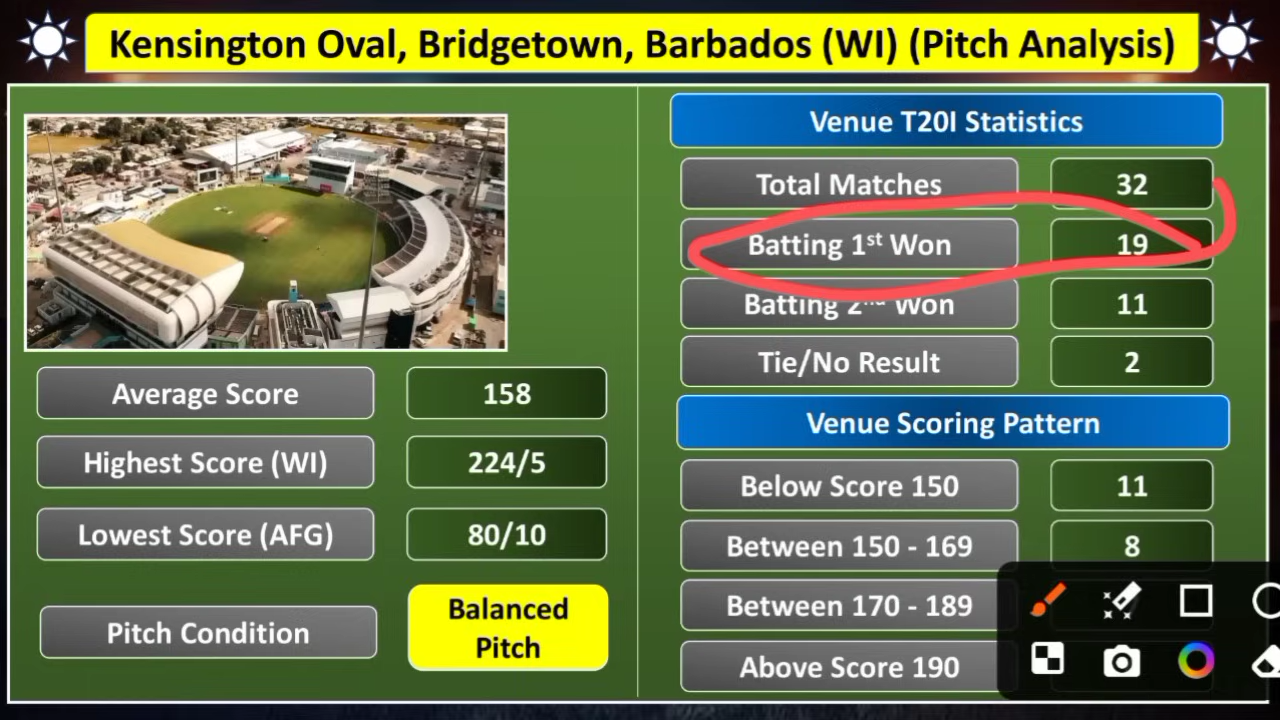 Kensington Oval, Bridgetown, Barbados (WI) (Pitch Analysis)
Average Score 158
Highest Score (WI) 224/5
Lowest Score (AFG) 80/10
Pitch Condition Balanced
Pitch
Venue T20I Statistics
Total Matches 32
Batting 1st Won 19
Batting 2nd Won 11
Tie/No Result 2
Venue Scoring Pattern
Below Score 150 11
Between 150 - 169 8
Between 170 - 189
Above Score 190